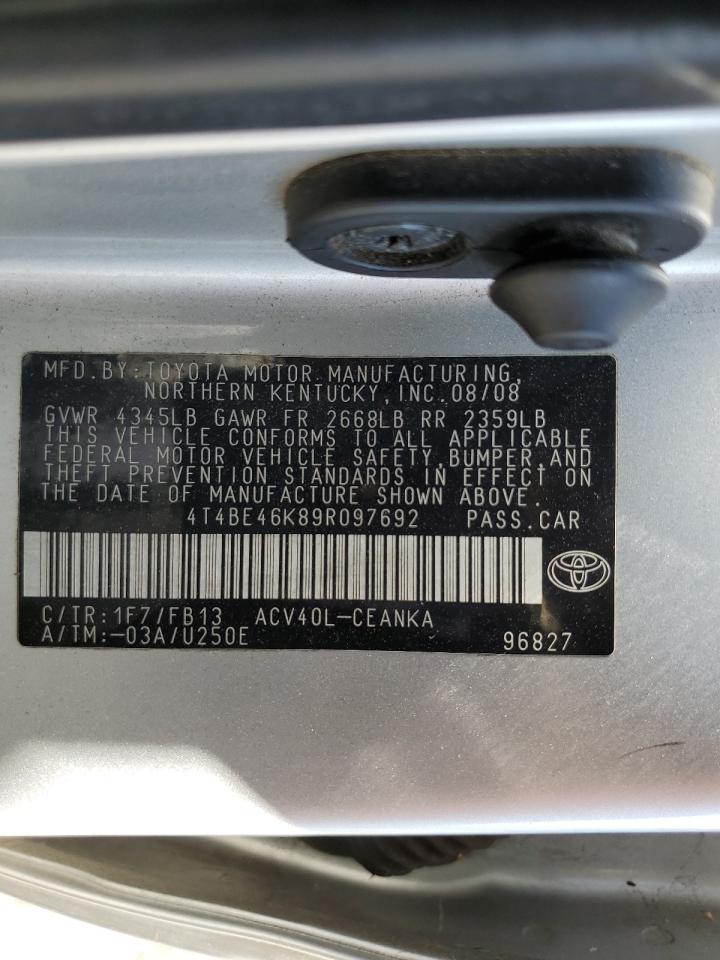 MFD.BY:TOYOTA MOTOR MANUFACTURING,
NORTHERN KENTUCKY, INC.08/08
GVWR 4345LB GAWR FR 2668LB RR 2359LB
THIS VEHICLE CONFORMS TO ALL APPLICABLE
FEDERAL MOTOR VEHICLE SAFETY,BUMPER,AND
THEFT PREVENTION STANDARDS IN EFFECT ON
THE DATE OF MANUFACTURE SHOWN ABOVE.
4T4BE46K89R097692 PASS.CAR
C/TR:1F7/FB13 ACV40L-CEANKA
A/TM:-03A/U250E 96827